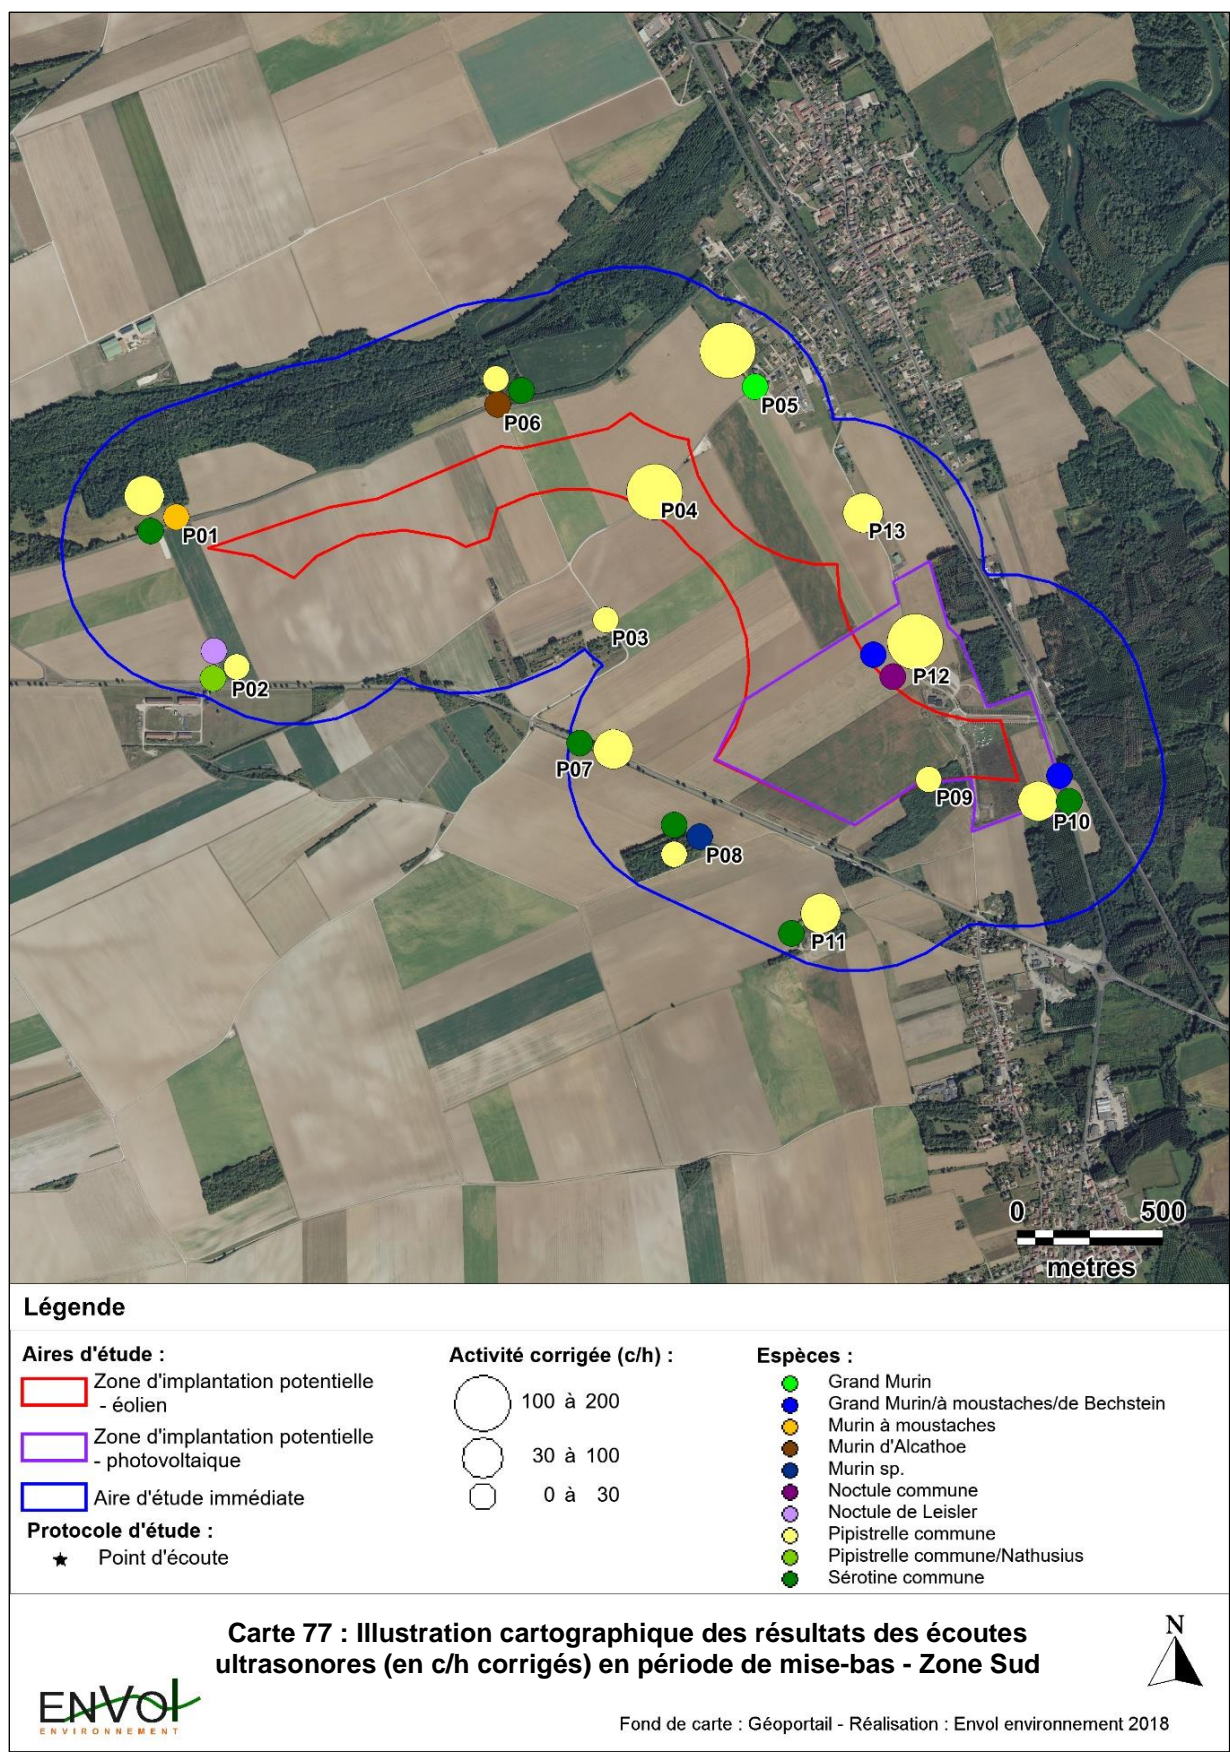 P05
P06
P04
P01
P13
P03
P02
P12
P07
P09
P10
P08
P11
0 500
metres
Légende
Aires d'étude :
Zone d'implantation potentielle
- éolien
Zone d'implantation potentielle
- photovoltaique
Aire d'étude immédiate
Protocole d'étude :
Point d'écoute
Activité corrigée (c/h) :
100 à 200
30 à 100
0 à 30
Espèces :
Grand Murin
Grand Murin/à moustaches/de Bechstein
Murin à moustaches
Murin d'Alcathoe
Murin sp.
Noctule commune
Noctule de Leisler
Pipistrelle commune
Pipistrelle commune/Nathusius
Sérotine commune
Carte 77 : Illustration cartographique des résultats des écoutes
ultrasonores (en c/h corrigés) en période de mise-bas - Zone Sud
N
ENVOl
ENVIRONNEMENT
Fond de carte : Géoportail - Réalisation : Envol environnement 2018